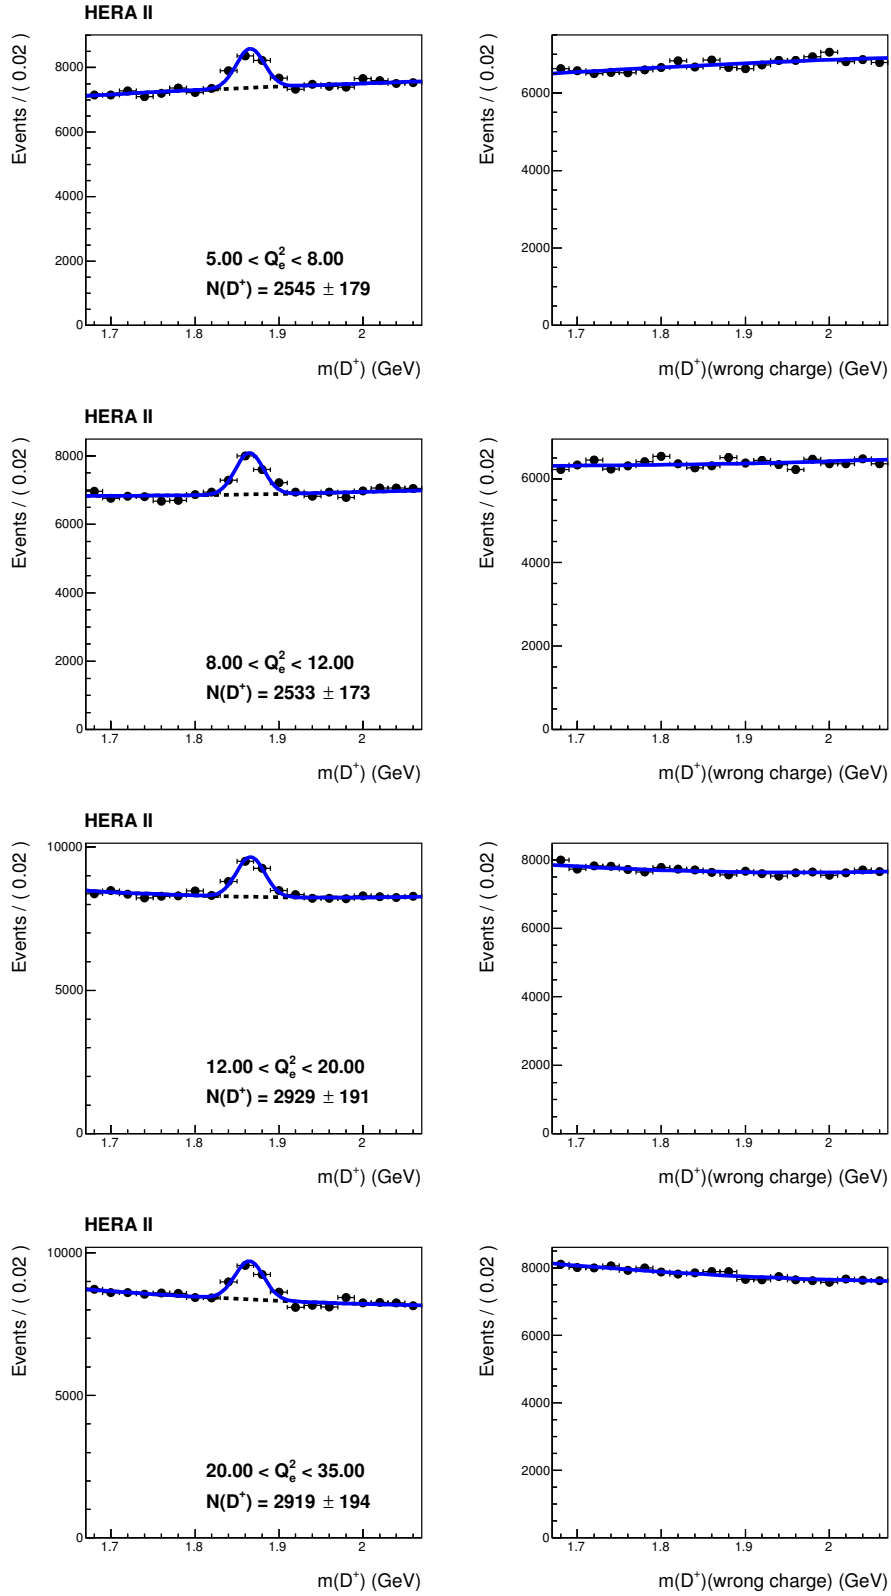 HERA II
Events / ( 0.02 )
8000
6000
4000
2000
0
1.7 1.8 1.9 2
m(D⁺) (GeV)
5.00 < Qₑ² < 8.00
N(D⁺) = 2545 ± 179
Events / ( 0.02 )
6000
4000
2000
0
1.7 1.8 1.9 2
m(D⁺)(wrong charge) (GeV)
HERA II
Events / ( 0.02 )
8000
6000
4000
2000
0
1.7 1.8 1.9 2
m(D⁺) (GeV)
8.00 < Qₑ² < 12.00
N(D⁺) = 2533 ± 173
Events / ( 0.02 )
6000
4000
2000
0
1.7 1.8 1.9 2
m(D⁺)(wrong charge) (GeV)
HERA II
Events / ( 0.02 )
10000
5000
0
1.7 1.8 1.9 2
m(D⁺) (GeV)
12.00 < Qₑ² < 20.00
N(D⁺) = 2929 ± 191
Events / ( 0.02 )
8000
6000
4000
2000
0
1.7 1.8 1.9 2
m(D⁺)(wrong charge) (GeV)
HERA II
Events / ( 0.02 )
10000
5000
0
1.7 1.8 1.9 2
m(D⁺) (GeV)
20.00 < Qₑ² < 35.00
N(D⁺) = 2919 ± 194
Events / ( 0.02 )
8000
6000
4000
2000
0
1.7 1.8 1.9 2
m(D⁺)(wrong charge) (GeV)